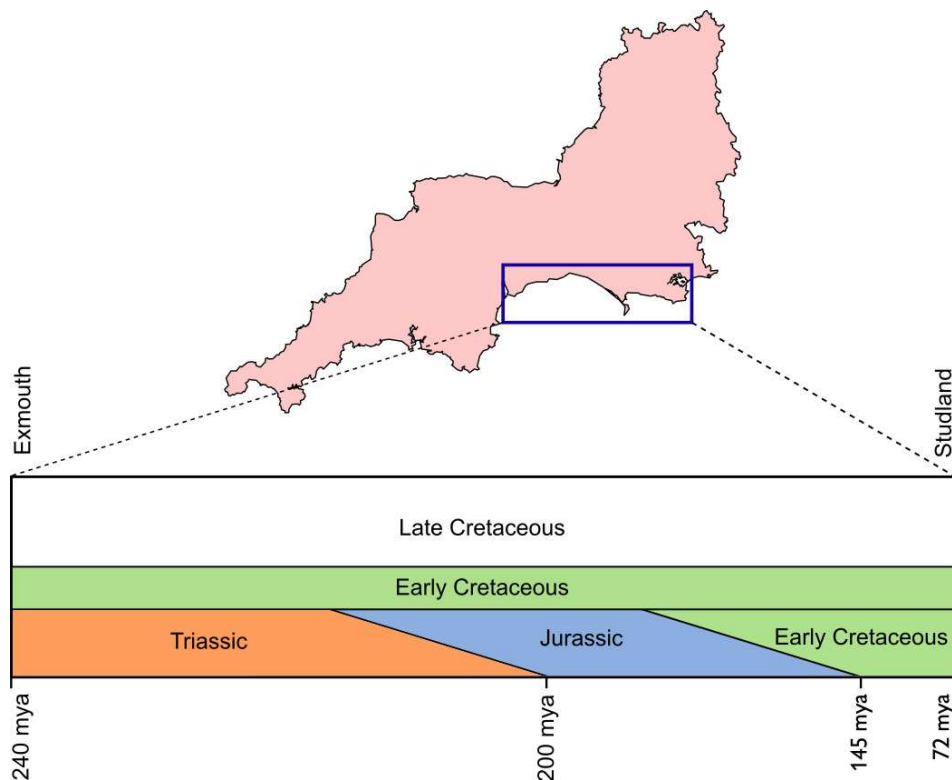 Exmouth
Studland
Late Cretaceous
Early Cretaceous
Triassic
Jurassic
Early Cretaceous
240 mya
200 mya
145 mya
72 mya